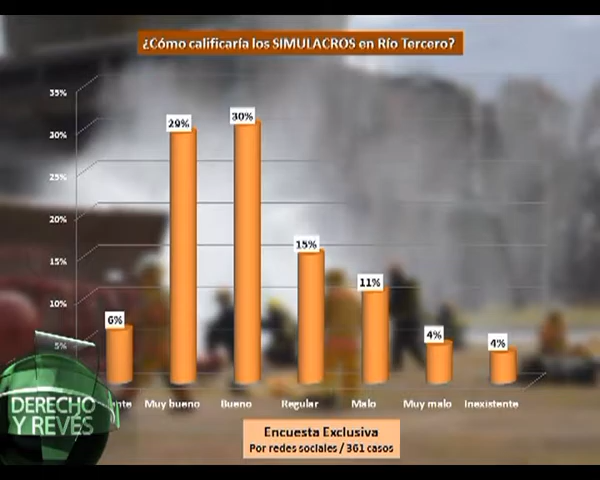 ¿Cómo calificaría los SIMULACROS en Río Tercero?
35%
30%
25%
20%
15%
10%
5%
6%
29%
30%
15%
11%
4%
4%
Muy bueno
Bueno
Regular
Malo
Muy malo
Inexistente
DERECHO
Y REVÉS
Encuesta Exclusiva
Por redes sociales / 361 casos